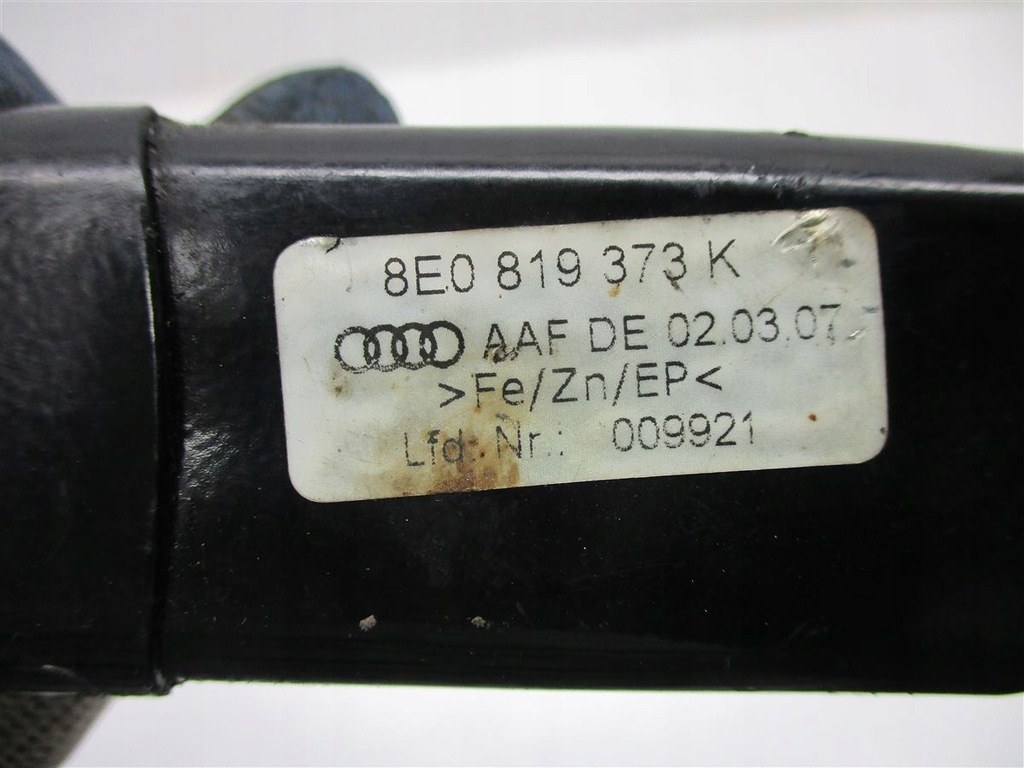 8E0 819 373 K
AAF DE 02.03.07
>Fe/Zn/EP<
Lfd. Nr.: 009921